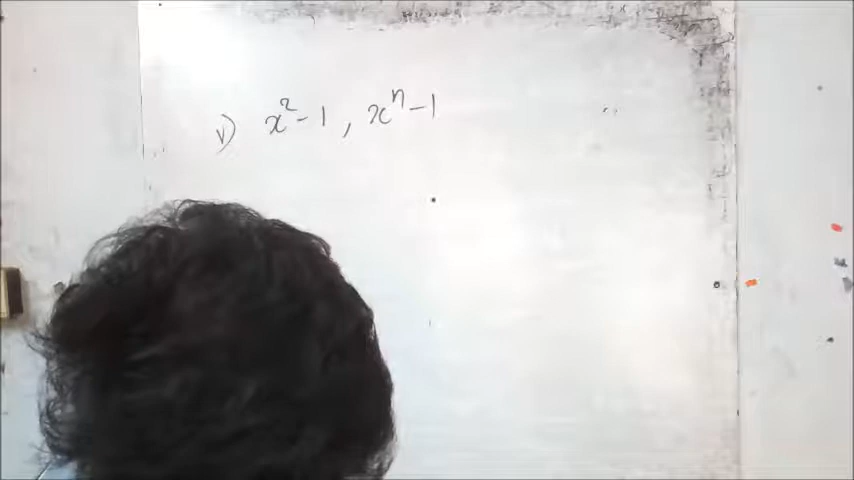 v) x² - 1 , xⁿ - 1